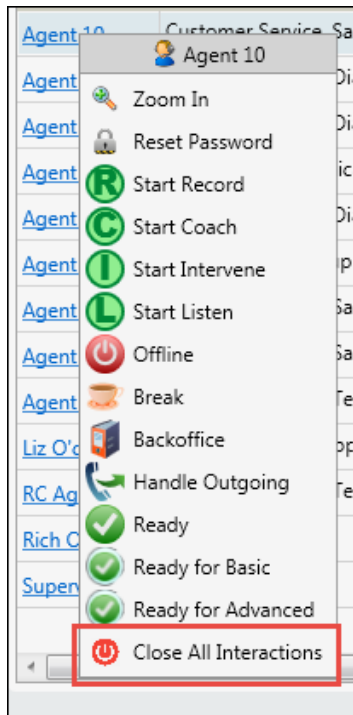 Agent 10 Customer Service, Sa
Agent 10
Agent
Zoom In
Agent
Reset Password
Agent
R Start Record
Agent
C Start Coach
Agent
I Start Intervene
Agent
L Start Listen
Agent
Offline
Agent
Break
Liz O'c
Backoffice
RC Ag
Handle Outgoing
Rich O
Ready
Ready for Basic
Superv
Ready for Advanced
Close All Interactions